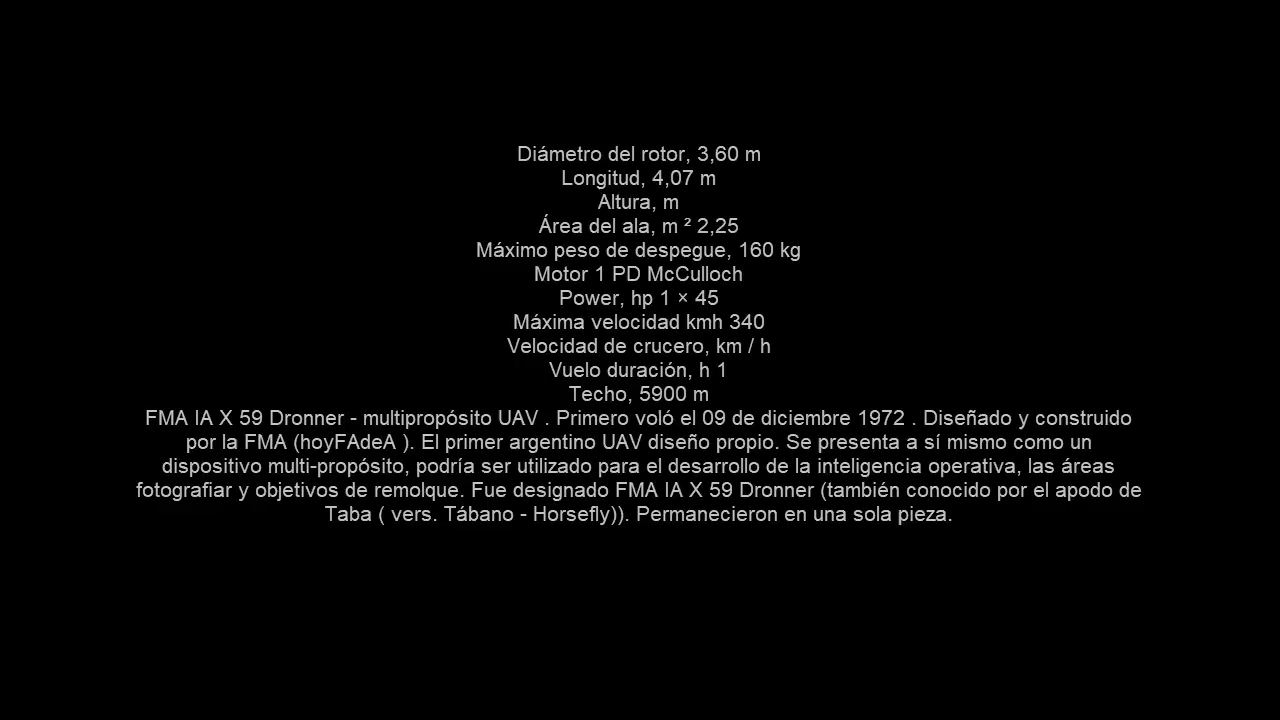 Diámetro del rotor, 3,60 m
Longitud, 4,07 m
Altura, m
Área del ala, m ² 2,25
Máximo peso de despegue, 160 kg
Motor 1 PD McCulloch
Power, hp 1 × 45
Máxima velocidad kmh 340
Velocidad de crucero, km / h
Vuelo duración, h 1
Techo, 5900 m
FMA IA X 59 Dronner - multipropósito UAV . Primero voló el 09 de diciembre 1972 . Diseñado y construido
por la FMA (hoyFAdeA ). El primer argentino UAV diseño propio. Se presenta a sí mismo como un
dispositivo multi-propósito, podría ser utilizado para el desarrollo de la inteligencia operativa, las áreas
fotografiar y objetivos de remolque. Fue designado FMA IA X 59 Dronner (también conocido por el apodo de
Taba ( vers. Tábano - Horsefly)). Permanecieron en una sola pieza.